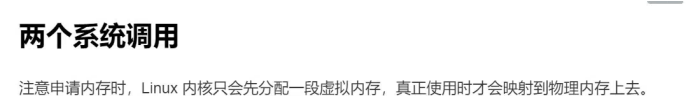 两个系统调用
注意申请内存时，Linux 内核只会先分配一段虚拟内存，真正使用时才会映射到物理内存上去。